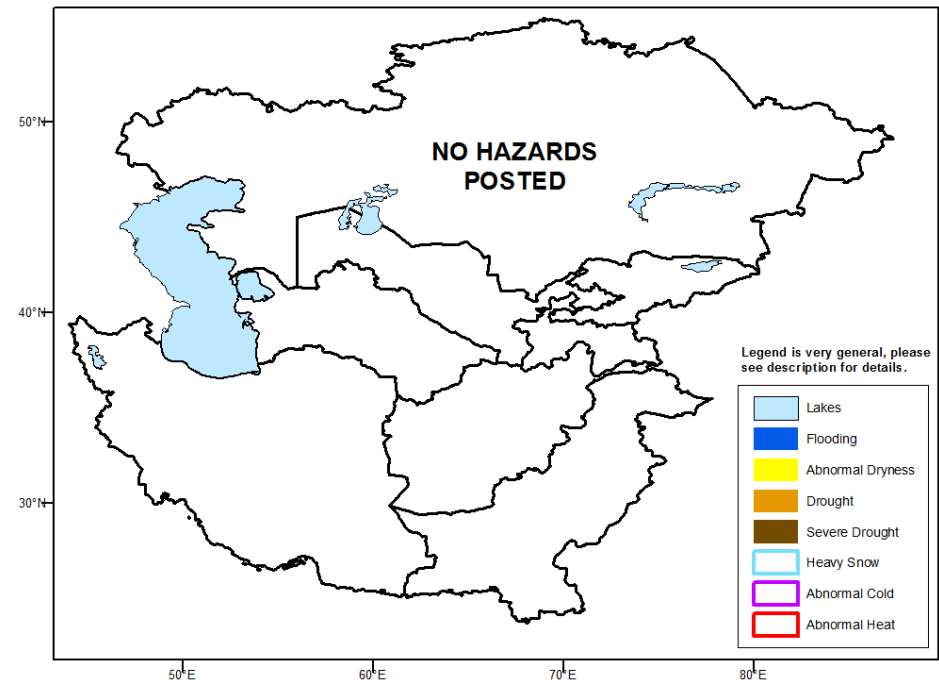 50°N
NO HAZARDS
POSTED
40°N
Legend is very general, please
see description for details.
Lakes
Flooding
Abnormal Dryness
30°N
Drought
Severe Drought
Heavy Snow
Abnormal Cold
Abnormal Heat
50°E
60°E
70°E
80°E